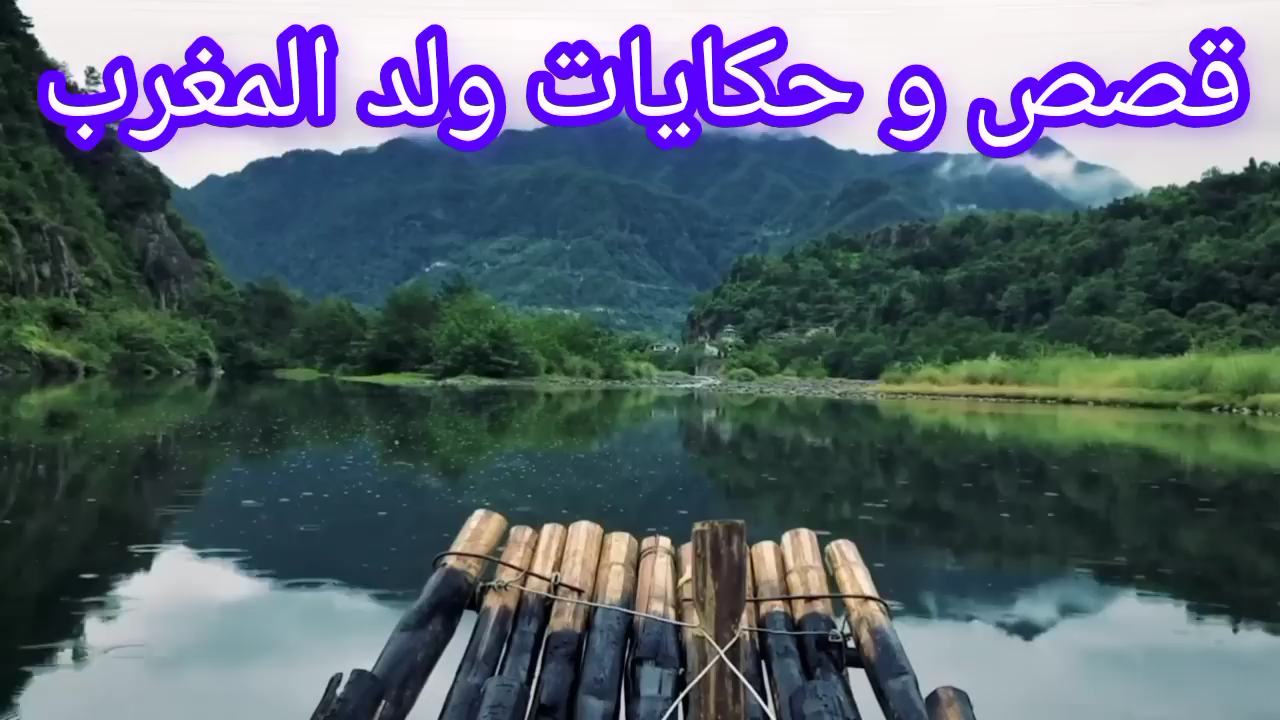 قصص و حكايات ولد المغرب